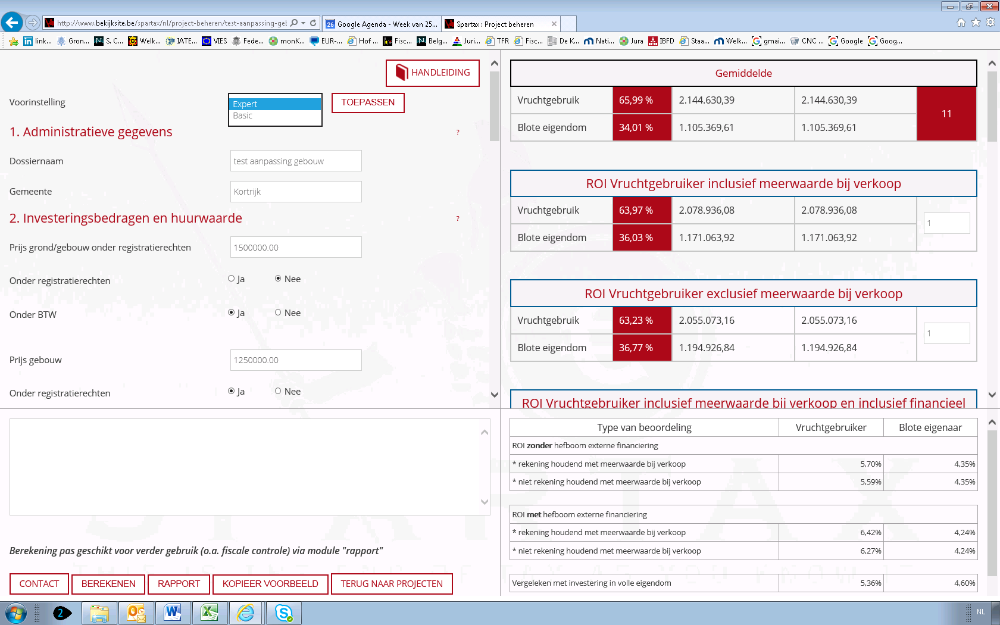 http://www.bekijksite.be/spartax/nl/project-beheren/test-aanpassing-get
26 Google Agenda - Week van 25...
Spartax : Project beheren
link...
Gron...
S. C...
Welk...
IATE...
VIES
Fede...
monK...
EUR-...
Hof ...
Fisc...
Belg...
Juri...
TFR
Fisc...
De K...
Nati...
Jura
IBFD
Staa...
Welk...
gmai...
CNC ...
Google
Goog...
HANDLEIDING
Voorinstelling
Expert
Basic
TOEPASSEN
1. Administratieve gegevens
?
Dossiernaam
test aanpassing gebouw
Gemeente
Kortrijk
2. Investeringsbedragen en huurwaarde
?
Prijs grond/gebouw onder registratierechten
1500000.00
Onder registratierechten
Ja Nee
Onder BTW
Ja Nee
Prijs gebouw
1250000.00
Onder registratierechten
Ja Nee
Gemiddelde
Vruchtgebruik 65,99 % 2.144.630,39 2.144.630,39
11
Blote eigendom 34,01 % 1.105.369,61 1.105.369,61
ROI Vruchtgebruiker inclusief meerwaarde bij verkoop
Vruchtgebruik 63,97 % 2.078.936,08 2.078.936,08
1
Blote eigendom 36,03 % 1.171.063,92 1.171.063,92
ROI Vruchtgebruiker exclusief meerwaarde bij verkoop
Vruchtgebruik 63,23 % 2.055.073,16 2.055.073,16
1
Blote eigendom 36,77 % 1.194.926,84 1.194.926,84
ROI Vruchtgebruiker inclusief meerwaarde bij verkoop en inclusief financieel
Berekening pas geschikt voor verder gebruik (o.a. fiscale controle) via module "rapport"
CONTACT
BEREKENEN
RAPPORT
KOPIEER VOORBEELD
TERUG NAAR PROJECTEN
Type van beoordeling Vruchtgebruiker Blote eigenaar
ROI zonder hefboom externe financiering
* rekening houdend met meerwaarde bij verkoop 5,70% 4,35%
* niet rekening houdend met meerwaarde bij verkoop 5,59% 4,35%
ROI met hefboom externe financiering
* rekening houdend met meerwaarde bij verkoop 6,42% 4,24%
* niet rekening houdend met meerwaarde bij verkoop 6,27% 4,24%
Vergeleken met investering in volle eigendom 5,36% 4,60%
2
NL